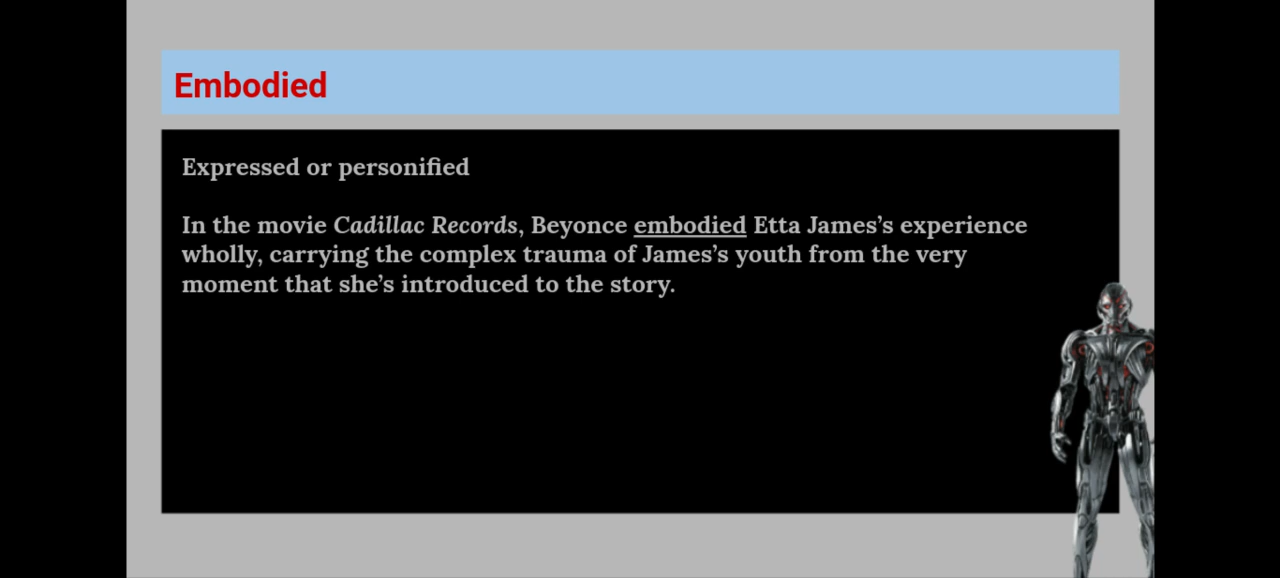 Embodied
Expressed or personified
In the movie Cadillac Records, Beyonce embodied Etta James’s experience
wholly, carrying the complex trauma of James’s youth from the very
moment that she’s introduced to the story.